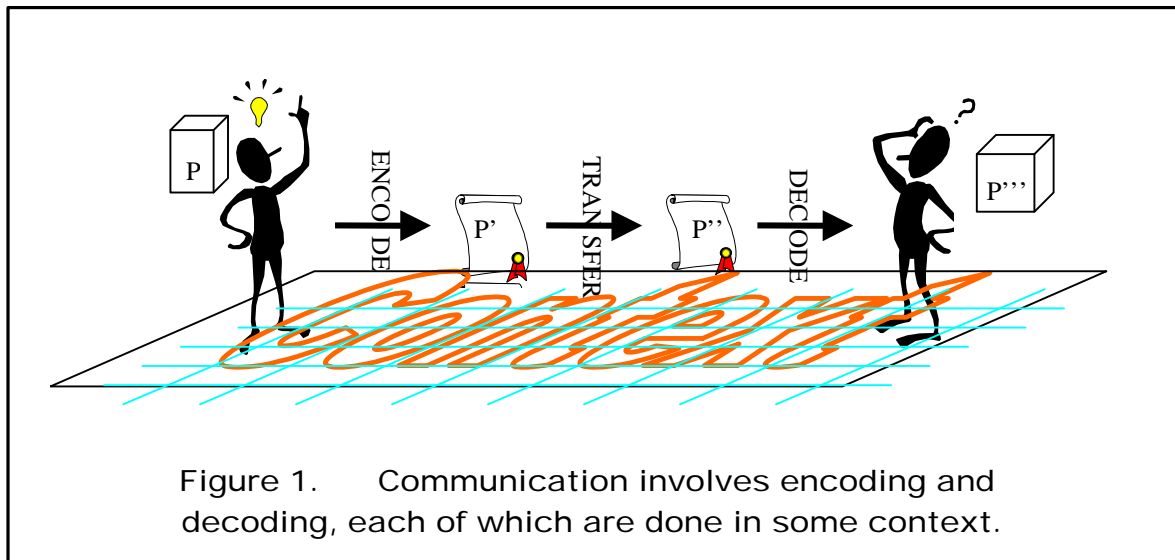 P
ENCODE
P'
TRANSFER
P''
DECODE
?
P'''
context
Figure 1. Communication involves encoding and
decoding, each of which are done in some context.